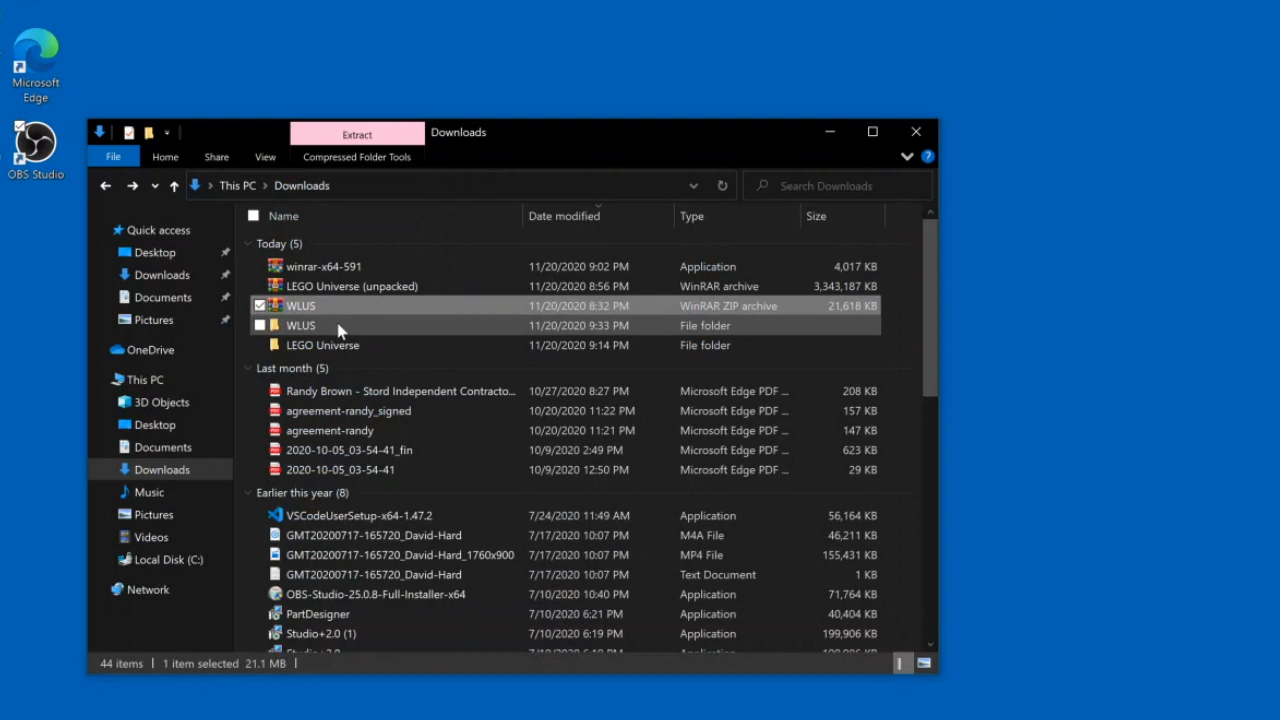 Microsoft
Edge
OBS Studio
Extract
Downloads
File
Home
Share
View
Compressed Folder Tools
This PC
Downloads
Search Downloads
Name
Date modified
Type
Size
Quick access
Desktop
Downloads
Documents
Pictures
OneDrive
This PC
3D Objects
Desktop
Documents
Downloads
Music
Pictures
Videos
Local Disk (C:)
Network
Today (5)
winrar-x64-591 11/20/2020 9:02 PM Application 4,017 KB
LEGO Universe (unpacked) 11/20/2020 8:56 PM WinRAR archive 3,343,187 KB
WLUS 11/20/2020 8:32 PM WinRAR ZIP archive 21,618 KB
WLUS 11/20/2020 9:33 PM File folder
LEGO Universe 11/20/2020 9:14 PM File folder
Last month (5)
Randy Brown - Stord Independent Contracto... 10/27/2020 8:27 PM Microsoft Edge PDF ... 208 KB
agreement-randy_signed 10/20/2020 11:22 PM Microsoft Edge PDF ... 157 KB
agreement-randy 10/20/2020 11:21 PM Microsoft Edge PDF ... 147 KB
2020-10-05_03-54-41_fin 10/9/2020 2:49 PM Microsoft Edge PDF ... 623 KB
2020-10-05_03-54-41 10/9/2020 12:50 PM Microsoft Edge PDF ... 29 KB
Earlier this year (8)
VSCodeUserSetup-x64-1.47.2 7/24/2020 11:49 AM Application 56,164 KB
GMT20200717-165720_David-Hard 7/17/2020 10:07 PM M4A File 46,211 KB
GMT20200717-165720_David-Hard_1760x900 7/17/2020 10:07 PM MP4 File 155,431 KB
GMT20200717-165720_David-Hard 7/17/2020 10:07 PM Text Document 1 KB
OBS-Studio-25.0.8-Full-Installer-x64 7/10/2020 10:40 PM Application 71,764 KB
PartDesigner 7/10/2020 6:21 PM Application 40,404 KB
Studio+2.0 (1) 7/10/2020 6:19 PM Application 199,906 KB
44 items
1 item selected 21.1 MB